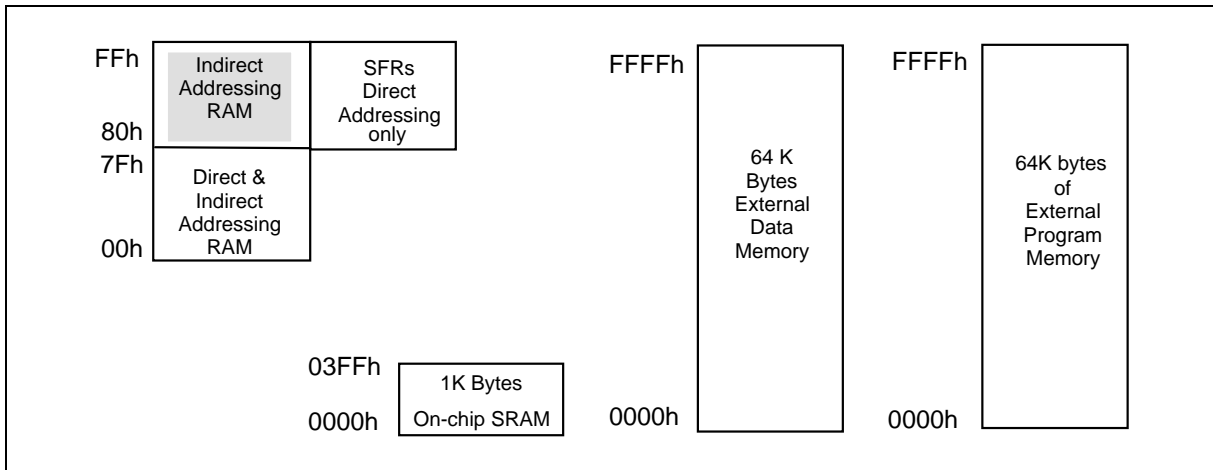 FFh
Indirect
Addressing
RAM
80h
7Fh
Direct &
Indirect
Addressing
RAM
00h
SFRs
Direct
Addressing
only
03FFh
1K Bytes
On-chip SRAM
0000h
FFFFh
64 K
Bytes
External
Data
Memory
0000h
FFFFh
64K bytes
of
External
Program
Memory
0000h